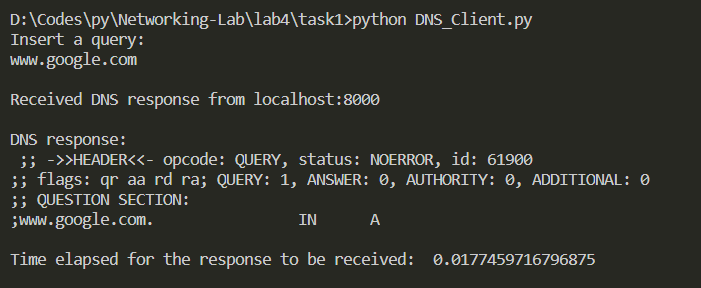 D:\Codes\py\Networking-Lab\lab4\task1>python DNS_Client.py
Insert a query:
www.google.com
Received DNS response from localhost:8000
DNS response:
 ;; ->>HEADER<<- opcode: QUERY, status: NOERROR, id: 61900
;; flags: qr aa rd ra; QUERY: 1, ANSWER: 0, AUTHORITY: 0, ADDITIONAL: 0
;; QUESTION SECTION:
;www.google.com.                IN      A
Time elapsed for the response to be received:  0.0177459716796875